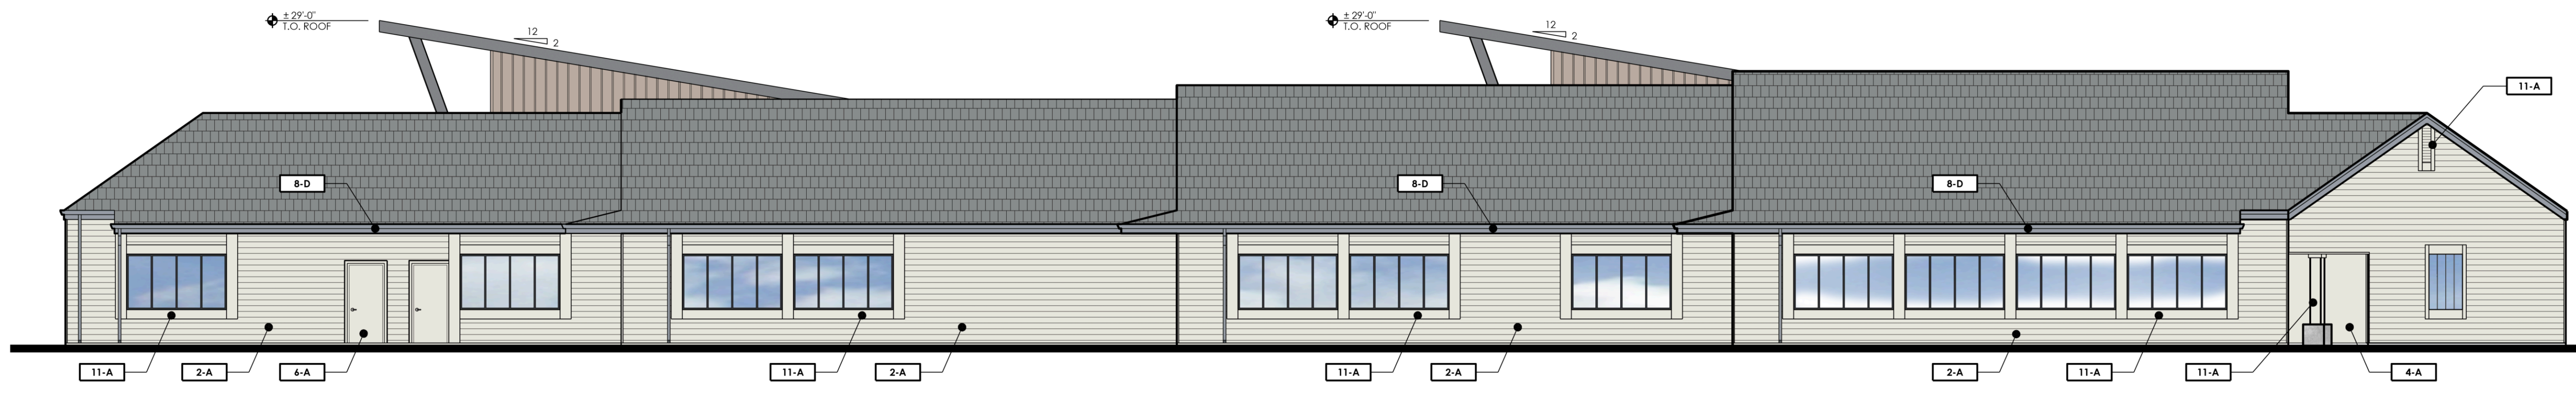 ± 29'-0"
T.O. ROOF
12
2
± 29'-0"
T.O. ROOF
12
2
11-A
8-D
8-D
8-D
11-A
2-A
6-A
11-A
2-A
11-A
2-A
2-A
11-A
11-A
4-A